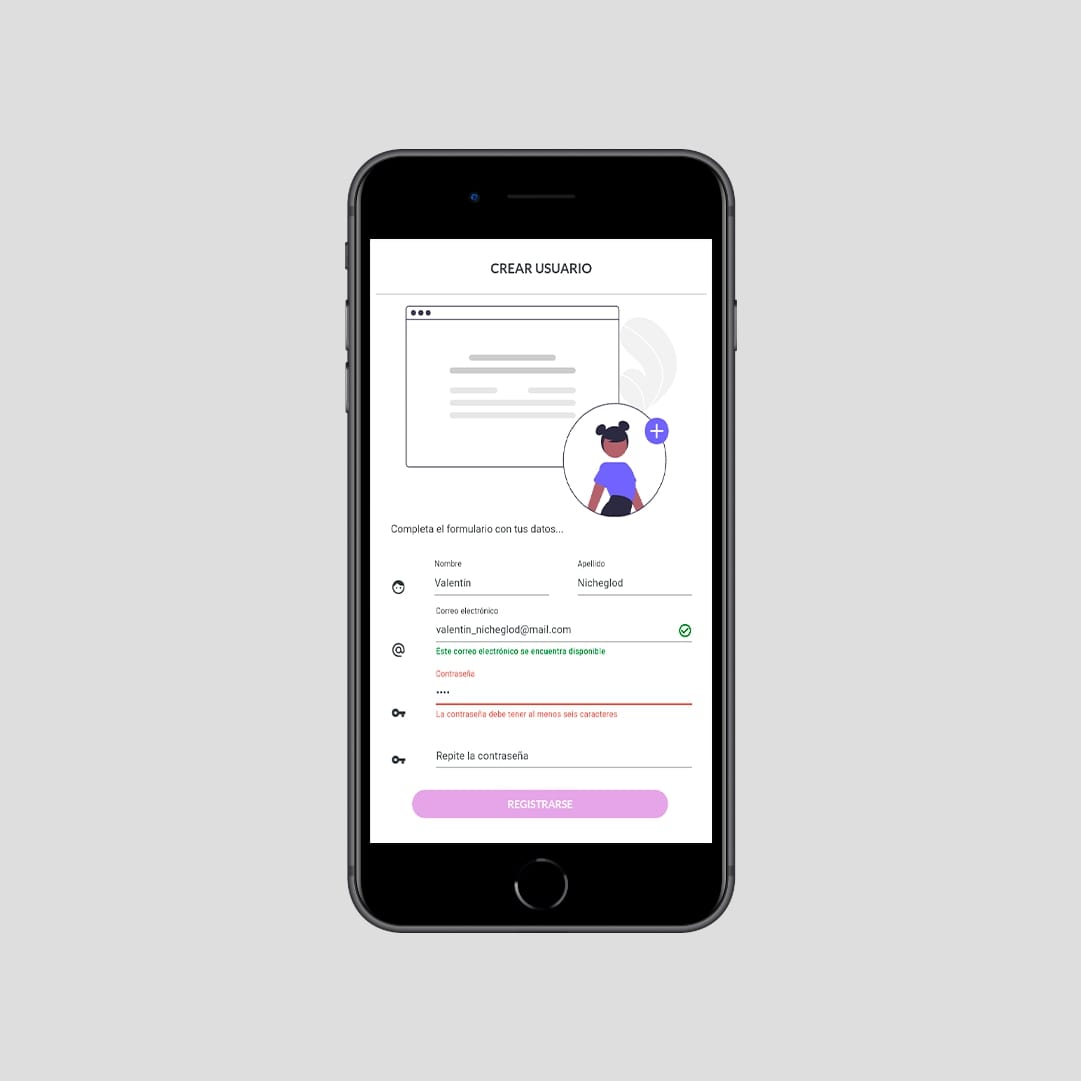 CREAR USUARIO
Completa el formulario con tus datos...
Nombre
Apellido
Valentín
Nicheglod
Correo electrónico
valentin_nicheglod@mail.com
Este correo electrónico se encuentra disponible
Contraseña
••••
La contraseña debe tener al menos seis caracteres
Repite la contraseña
REGISTRARSE